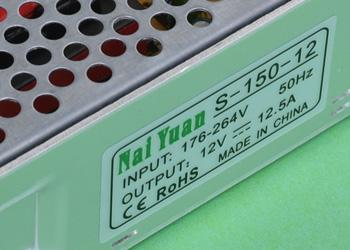 Nai Yuan S-150-12
INPUT: 176-264V 50Hz
OUTPUT: 12V⎓12.5A
CE RoHS MADE IN CHINA